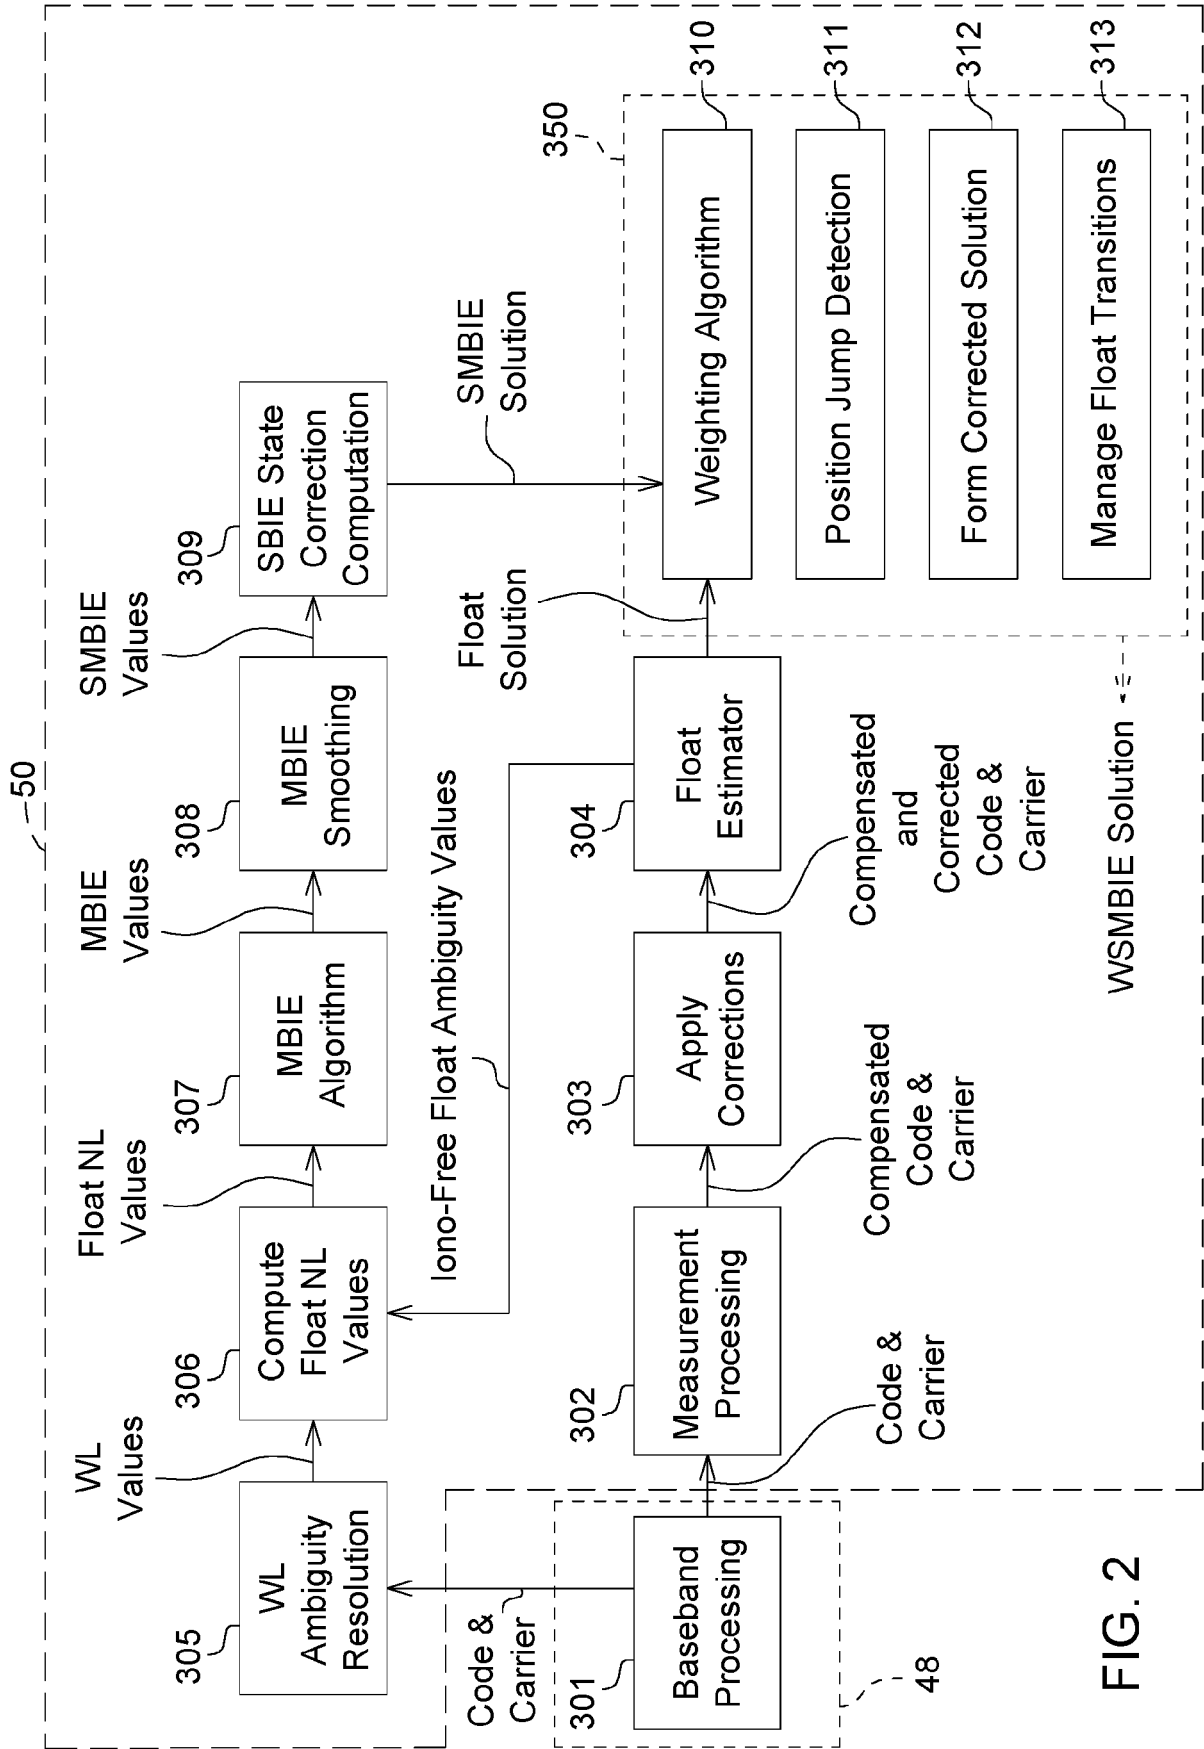 50
WL
Values
Float NL
Values
MBIE
Values
SMBIE
Values
305
WL
Ambiguity
Resolution
306
Compute
Float NL
Values
307
MBIE
Algorithm
308
MBIE
Smoothing
309
SBIE State
Correction
Computation
Code &
Carrier
Iono-Free Float Ambiguity Values
Float
Solution
SMBIE
Solution
350
301
Baseband
Processing
48
302
Measurement
Processing
303
Apply
Corrections
304
Float
Estimator
Weighting Algorithm
310
Position Jump Detection
311
Form Corrected Solution
312
Manage Float Transitions
313
Code &
Carrier
Compensated
Code &
Carrier
Compensated
and
Corrected
Code &
Carrier
WSMBIE Solution
FIG. 2